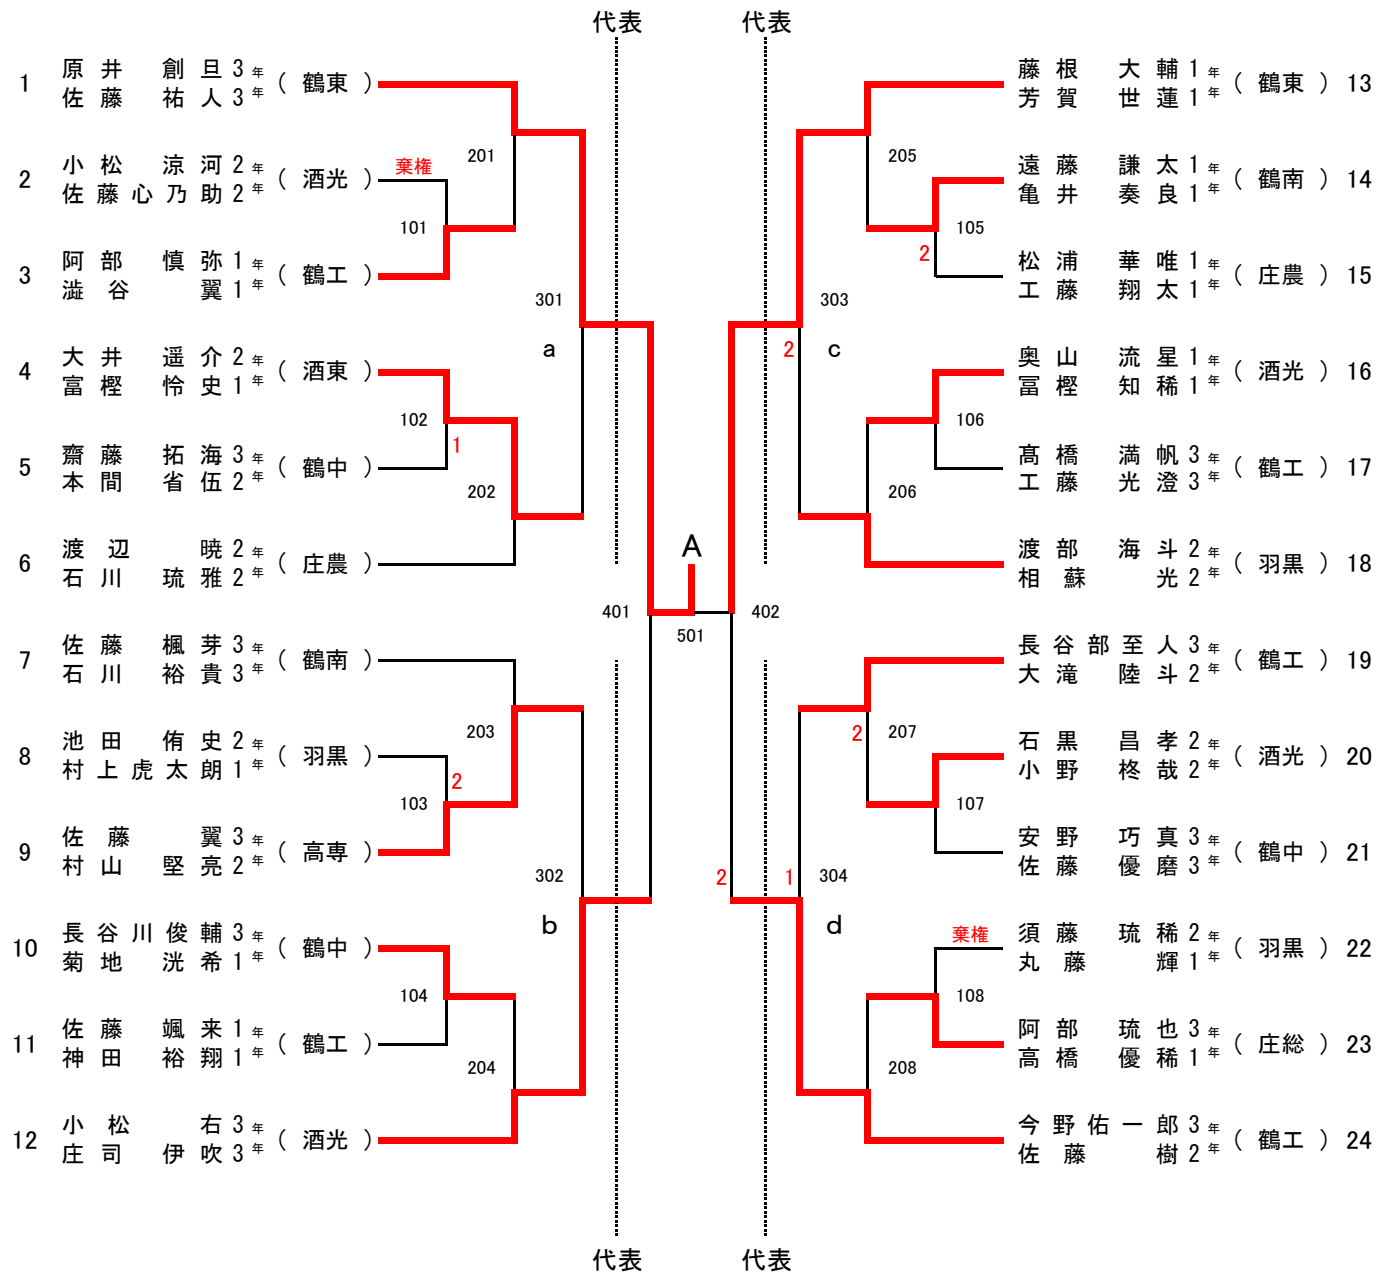 代表 代表
1 原井 創旦 3年 (鶴東)
佐藤 祐人 3年
2 小松 涼河 2年 (酒光) 棄権
佐藤心乃助 2年
3 阿部 慎弥 1年 (鶴工)
澁谷 翼 1年
4 大井 遥介 2年 (酒東)
富樫 怜史 1年
5 齋藤 拓海 3年 (鶴中)
本間 省伍 2年
6 渡辺 暁 2年 (庄農)
石川 琉雅 2年
7 佐藤 楓芽 3年 (鶴南)
石川 裕貴 3年
8 池田 侑史 2年 (羽黒)
村上虎太朗 1年
9 佐藤 翼 3年 (高専)
村山 堅亮 2年
10 長谷川俊輔 3年 (鶴中)
菊地 洸希 1年
11 佐藤 颯来 1年 (鶴工)
神田 裕翔 1年
12 小松 右 3年 (酒光)
庄司 伊吹 3年
101
102
1
103
2
104
201
202
203
204
301
a
302
b
401
A
501
402
2
303
c
2
304
d
1
205
206
207
2
208
105
2
106
107
108
藤根 大輔 1年 (鶴東) 13
芳賀 世蓮 1年
遠藤 謙太 1年 (鶴南) 14
亀井 奏良 1年
松浦 華唯 1年 (庄農) 15
工藤 翔太 1年
奥山 流星 1年 (酒光) 16
冨樫 知稀 1年
髙橋 満帆 3年 (鶴工) 17
工藤 光澄 3年
渡部 海斗 2年 (羽黒) 18
相蘇 光 2年
長谷部至人 3年 (鶴工) 19
大滝 陸斗 2年
石黒 昌孝 2年 (酒光) 20
小野 柊哉 2年
安野 巧真 3年 (鶴中) 21
佐藤 優磨 3年
棄権 須藤 琉稀 2年 (羽黒) 22
丸藤 輝 1年
阿部 琉也 3年 (庄総) 23
高橋 優稀 1年
今野佑一郎 3年 (鶴工) 24
佐藤 樹 2年
代表 代表